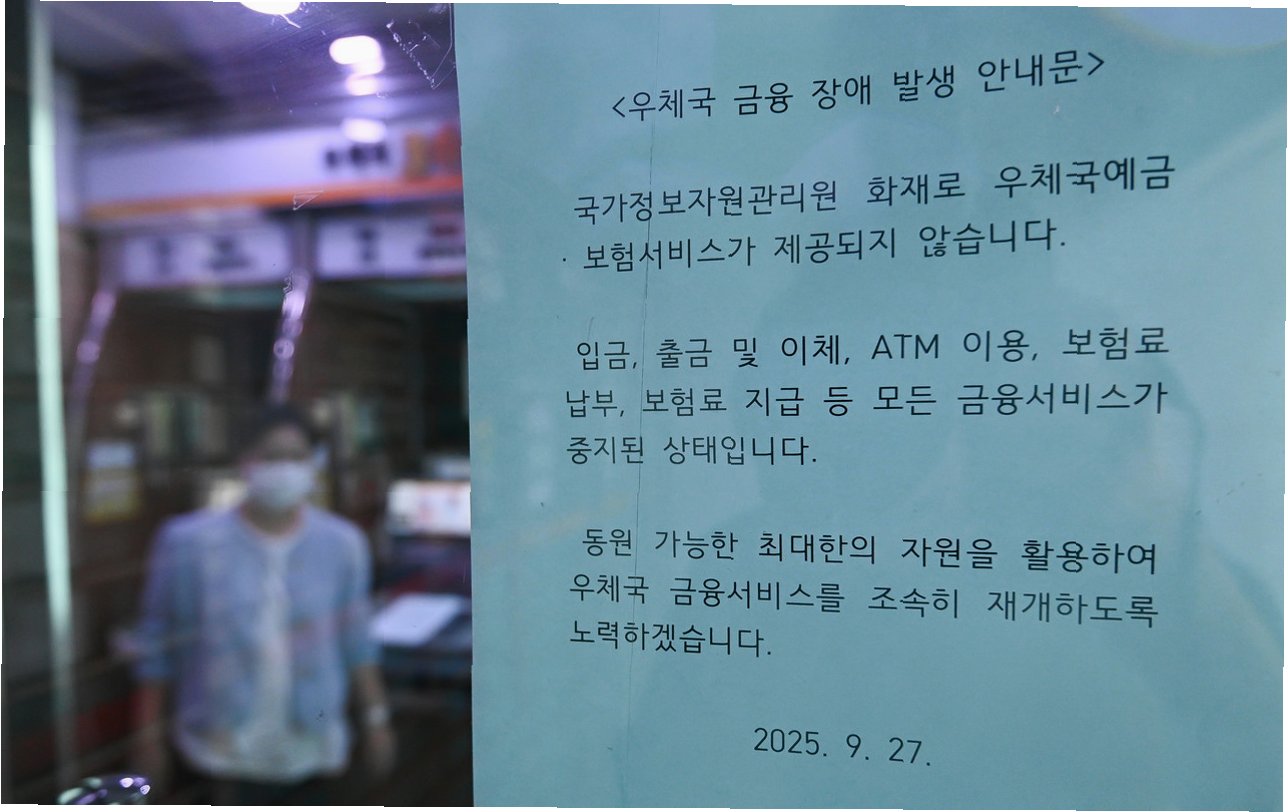 <우체국 금융 장애 발생 안내문>
국가정보자원관리원 화재로 우체국예금
· 보험서비스가 제공되지 않습니다.
입금, 출금 및 이체, ATM 이용, 보험료
납부, 보험료 지급 등 모든 금융서비스가
중지된 상태입니다.
동원 가능한 최대한의 자원을 활용하여
우체국 금융서비스를 조속히 재개하도록
노력하겠습니다.
2025. 9. 27.